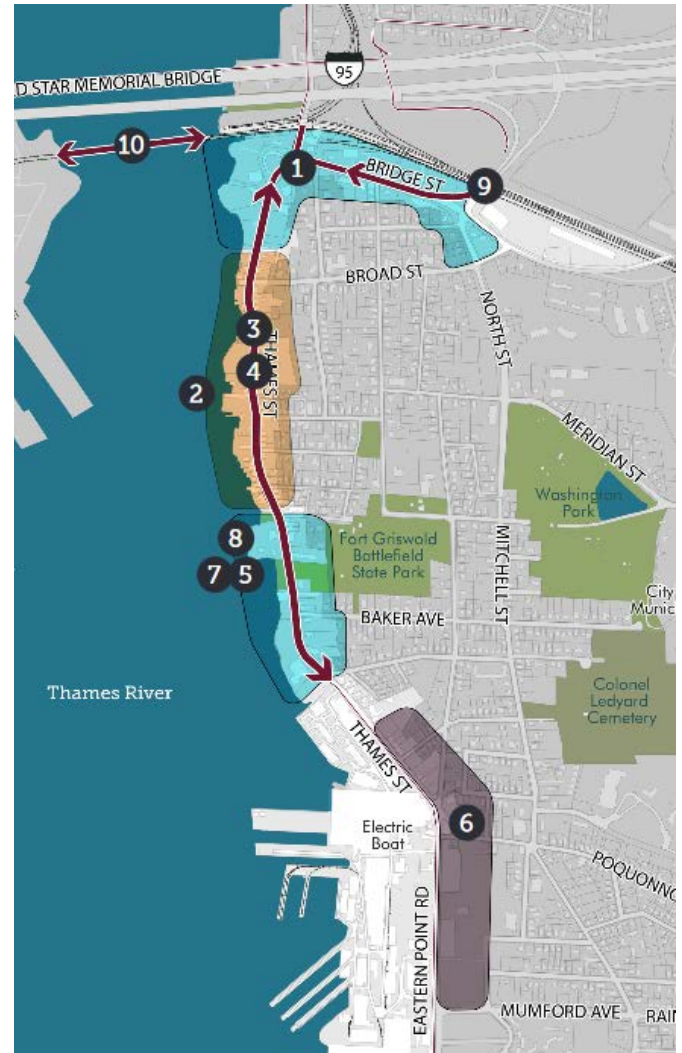 D STAR MEMORIAL BRIDGE
95
10
1
BRIDGE ST
9
BROAD ST
NORTH ST
3
THAMES ST
4
2
MERIDIAN ST
Washington
Park
8
7
5
Fort Griswold
Battlefield
State Park
MITCHELL ST
BAKER AVE
City
Munic
Thames River
Colonel
Ledyard
Cemetery
THAMES ST
6
Electric
Boat
POQUONNO
EASTERN POINT RD
MUMFORD AVE
RAIN